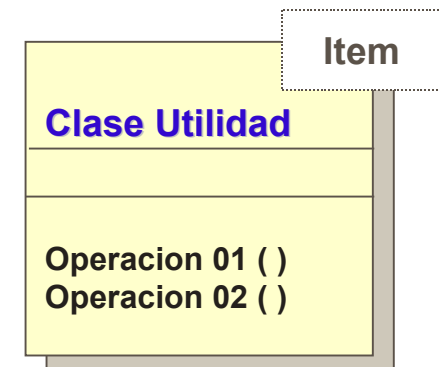 Item
Clase Utilidad
Operacion 01 ( )
Operacion 02 ( )